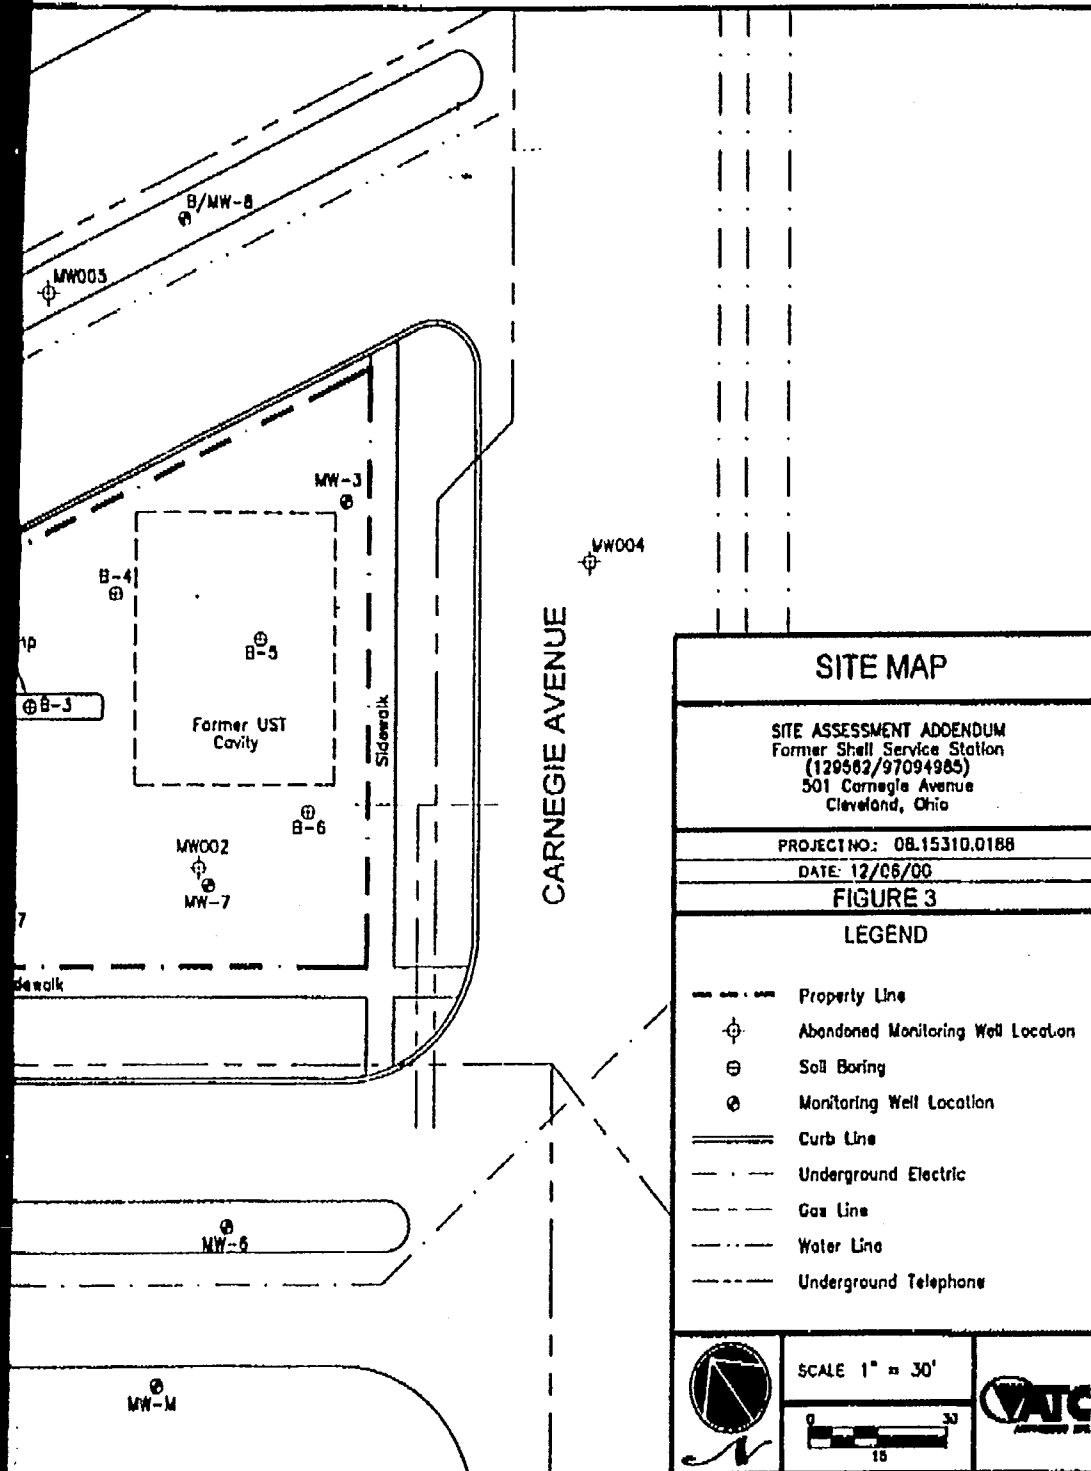 B/MW-8
MW003
MW-3
MW004
B-4
B-5
B-3
Former UST
Cavity
Sidewalk
CARNEGIE AVENUE
B-6
MW002
MW-7
7
dewalk
MW-6
MW-M
SITE MAP
SITE ASSESSMENT ADDENDUM
Former Shell Service Station
(129562/97094985)
501 Carnegie Avenue
Cleveland, Ohio
PROJECT NO.: 08.15310.0188
DATE: 12/06/00
FIGURE 3
LEGEND
Property Line
Abandoned Monitoring Well Location
Soil Boring
Monitoring Well Location
Curb Line
Underground Electric
Gas Line
Water Line
Underground Telephone
N
SCALE 1" = 30'
0 30
15
ATC